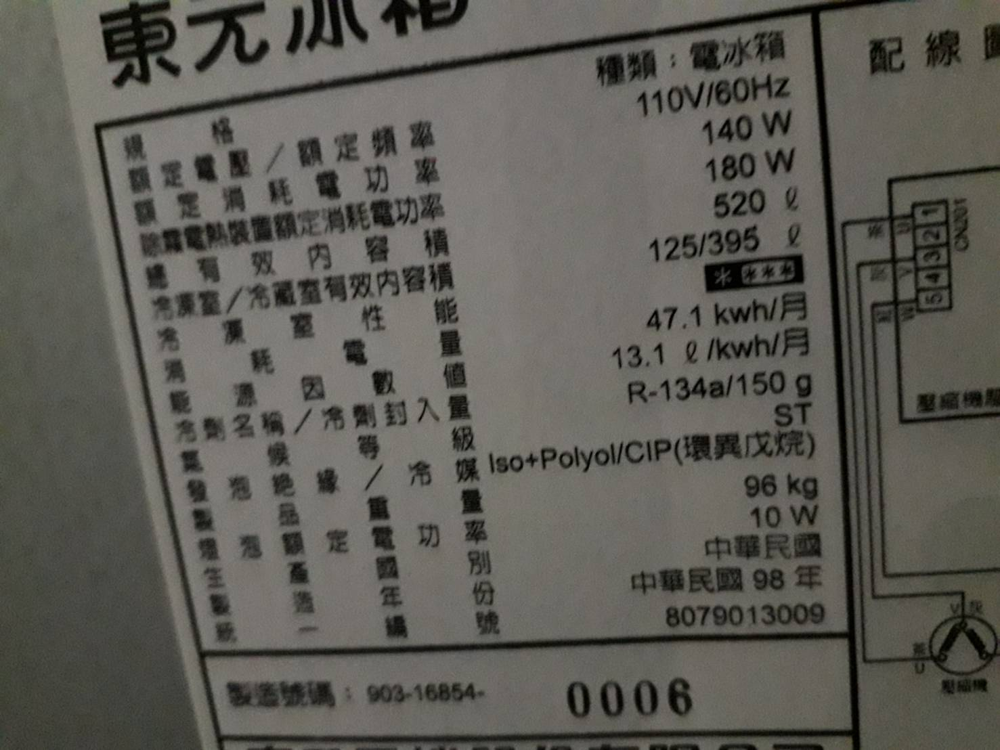 東元冰箱
種類：電冰箱
規格
額定電壓/額定頻率 110V/60Hz
額定消耗電功率 140 W
除霜電熱裝置額定消耗電功率 180 W
總有效內容積 520 ℓ
冷凍室/冷藏室有效內容積 125/395 ℓ
冷凍室性能 * ***
消耗電量 47.1 kwh/月
能源因數值 13.1 ℓ/kwh/月
冷劑名稱/冷劑封入量 R-134a/150 g
氣候等級 ST
發泡絕緣/冷媒 Iso+Polyol/CIP(環異戊烷)
製品重量 96 kg
燈泡額定電功率 10 W
生產國別 中華民國
製造年份 中華民國 98 年
統一編號 8079013009
製造號碼：903-16854- 0006
配線圖
CN201
1
2
3
4
5
U
V
W
壓縮機
V 灰
U
壓縮機